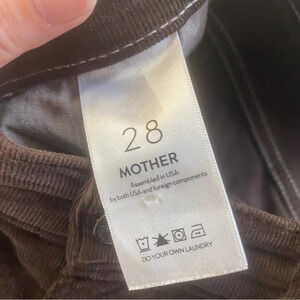 28
MOTHER
Assembled in USA
by both USA and foreign components
DO YOUR OWN LAUNDRY